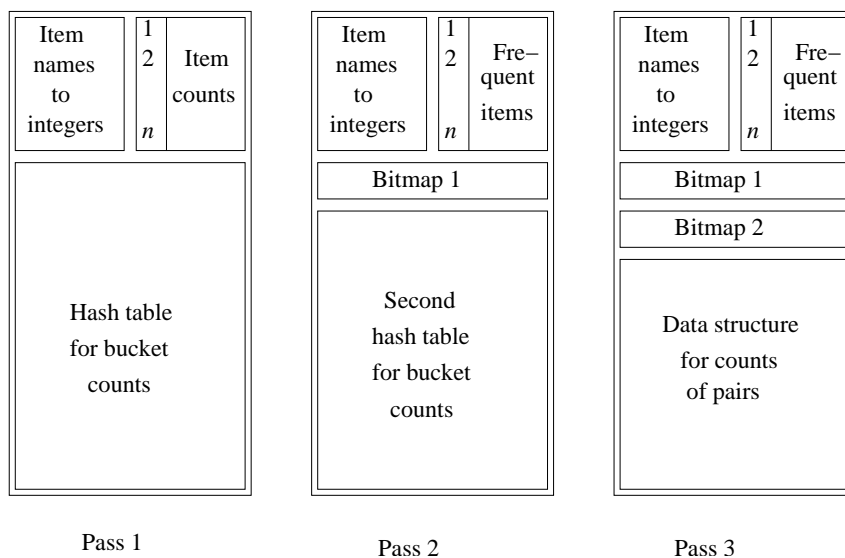 Item
names
to
integers
1
2
n
Item
counts
Hash table
for bucket
counts
Pass 1
Item
names
to
integers
1
2
n
Fre–
quent
items
Bitmap 1
Second
hash table
for bucket
counts
Pass 2
Item
names
to
integers
1
2
n
Fre–
quent
items
Bitmap 1
Bitmap 2
Data structure
for counts
of pairs
Pass 3